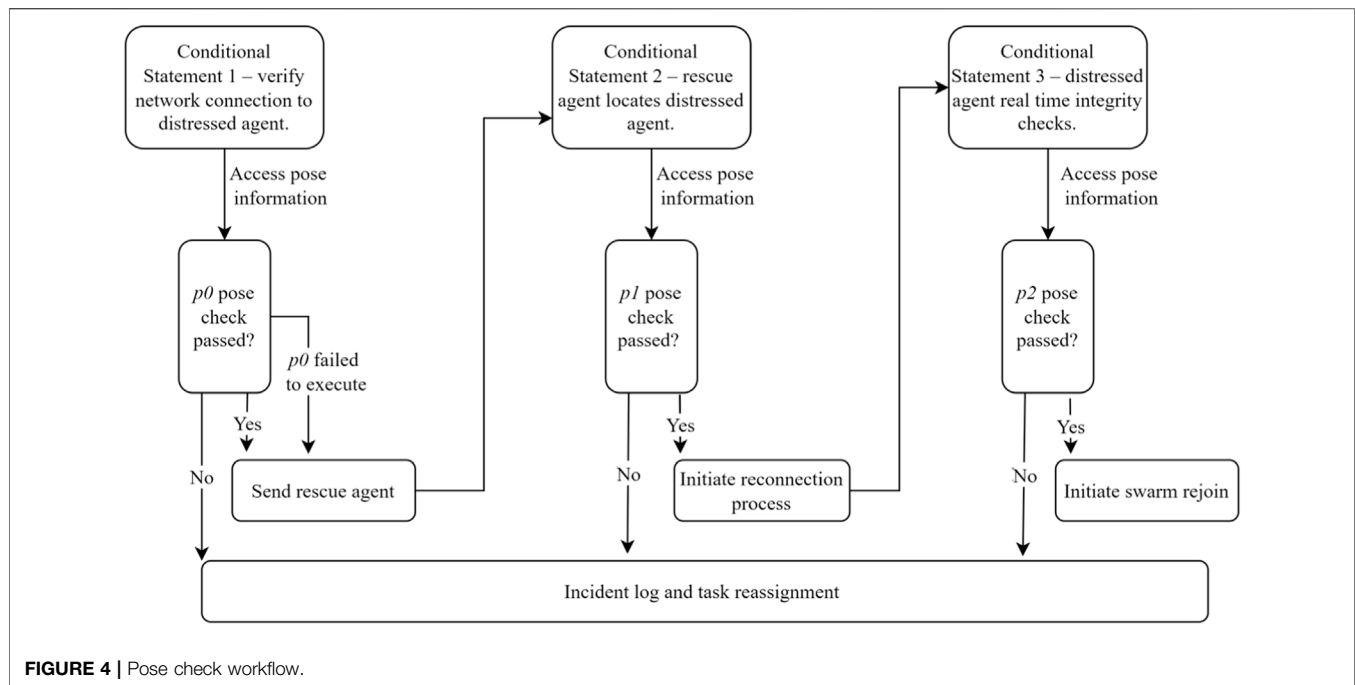 Conditional
Statement 1 – verify
network connection to
distressed agent.
Conditional
Statement 2 – rescue
agent locates distressed
agent.
Conditional
Statement 3 – distressed
agent real time integrity
checks.
Access pose
information
Access pose
information
Access pose
information
p0 pose
check
passed?
p0 failed
to execute
p1 pose
check
passed?
p2 pose
check
passed?
Yes
No
Send rescue agent
Yes
No
Initiate reconnection
process
Yes
No
Initiate swarm rejoin
Incident log and task reassignment
FIGURE 4 | Pose check workflow.